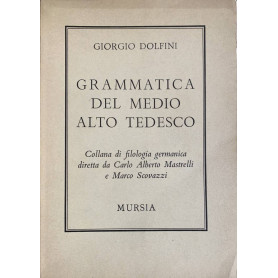 GIORGIO DOLFINI
GRAMMATICA
DEL MEDIO
ALTO TEDESCO
Collana di filologia germanica
diretta da Carlo Alberto Mastrelli
e Marco Scovazzi
MURSIA